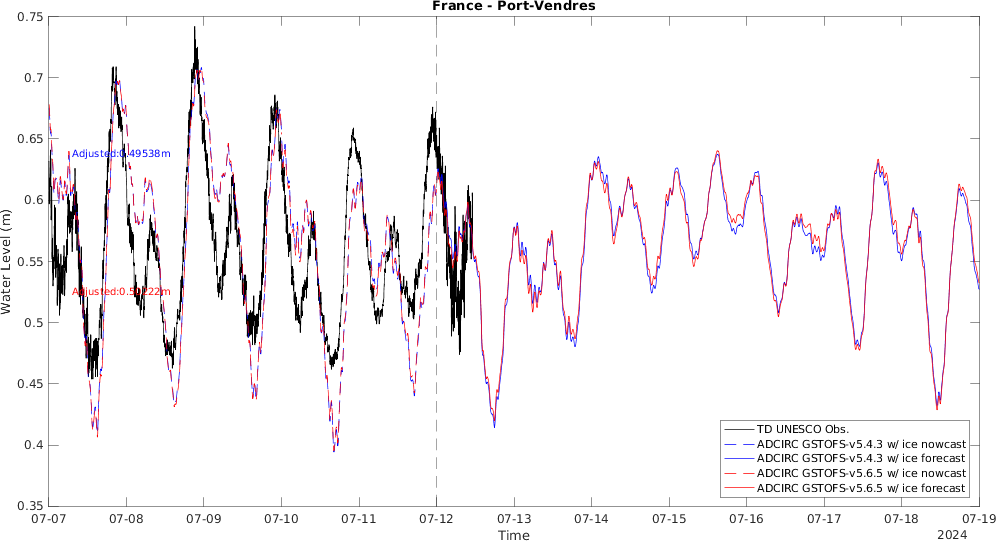 France - Port-Vendres
0.75
0.7
0.65
0.6
0.55
0.5
0.45
0.4
0.35
Water Level (m)
Adjusted:0.49538m
07-07
07-08
07-09
07-10
07-11
07-12
07-13
07-14
07-15
07-16
07-17
07-18
07-19
Time
2024
TD UNESCO Obs.
ADCIRC GSTOFS-v5.4.3 w/ ice nowcast
ADCIRC GSTOFS-v5.4.3 w/ ice forecast
ADCIRC GSTOFS-v5.6.5 w/ ice nowcast
ADCIRC GSTOFS-v5.6.5 w/ ice forecast